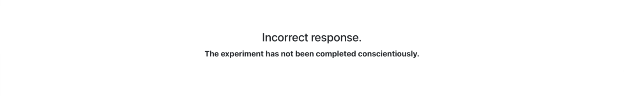 Incorrect response.
The experiment has not been completed conscientiously.